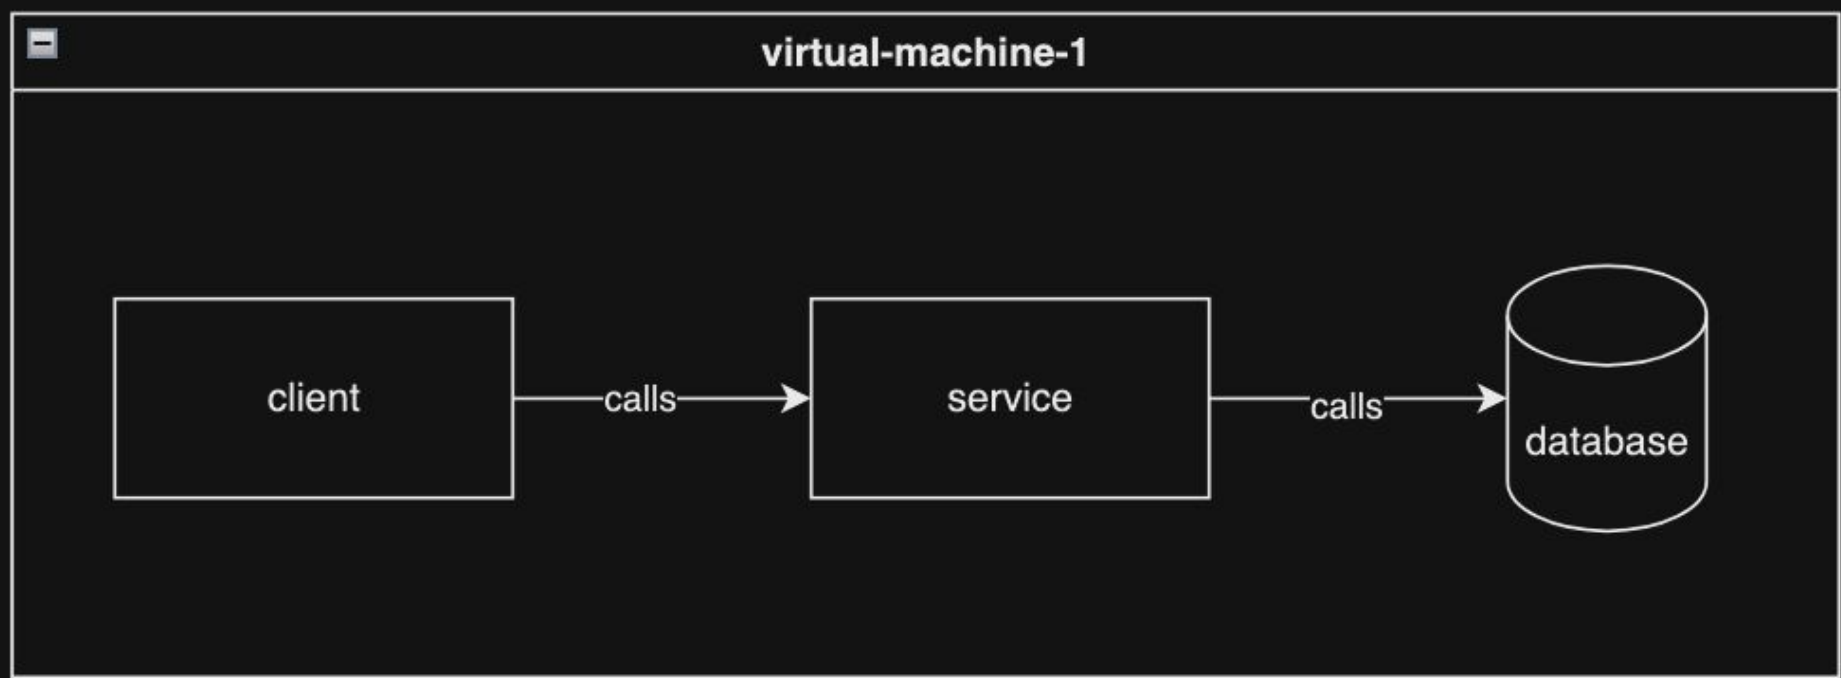 virtual-machine-1
client
calls
service
calls
database